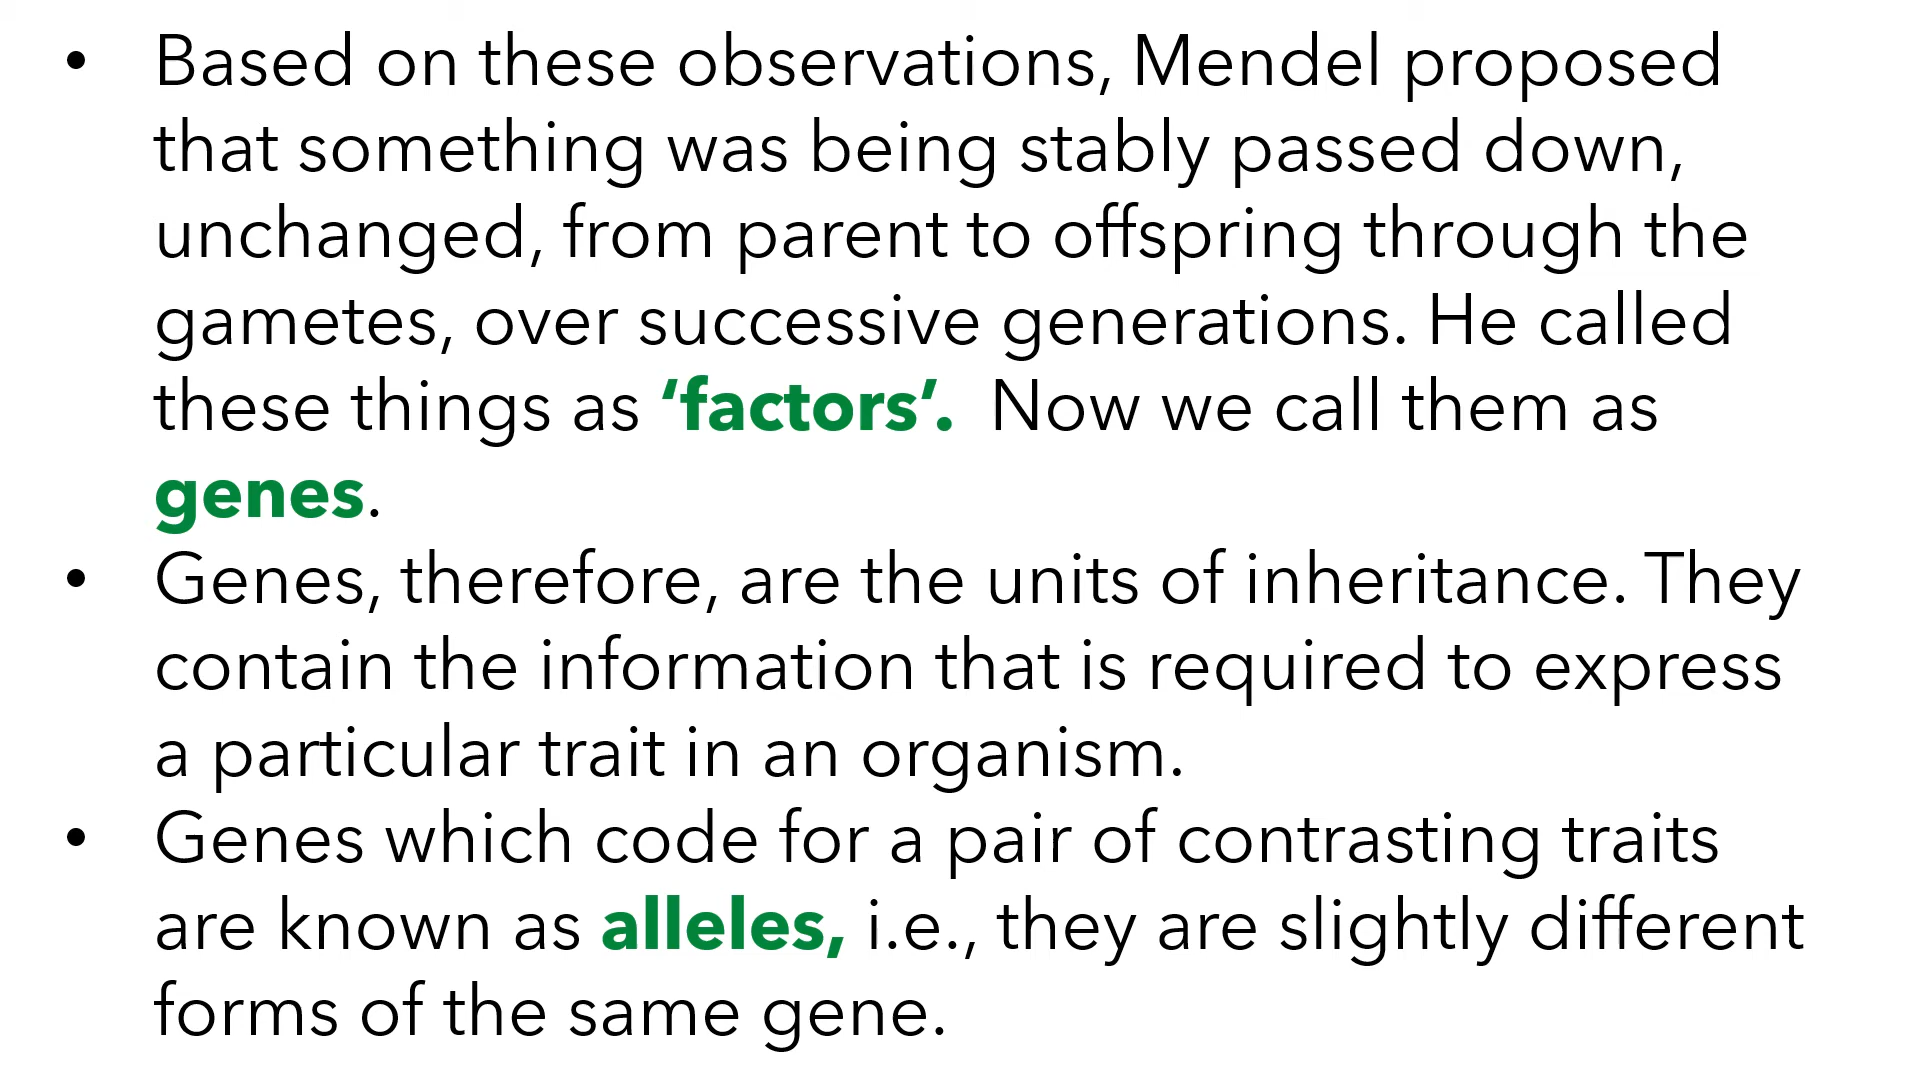 • Based on these observations, Mendel proposed
that something was being stably passed down,
unchanged, from parent to offspring through the
gametes, over successive generations. He called
these things as ‘factors’. Now we call them as
genes.
• Genes, therefore, are the units of inheritance. They
contain the information that is required to express
a particular trait in an organism.
• Genes which code for a pair of contrasting traits
are known as alleles, i.e., they are slightly different
forms of the same gene.